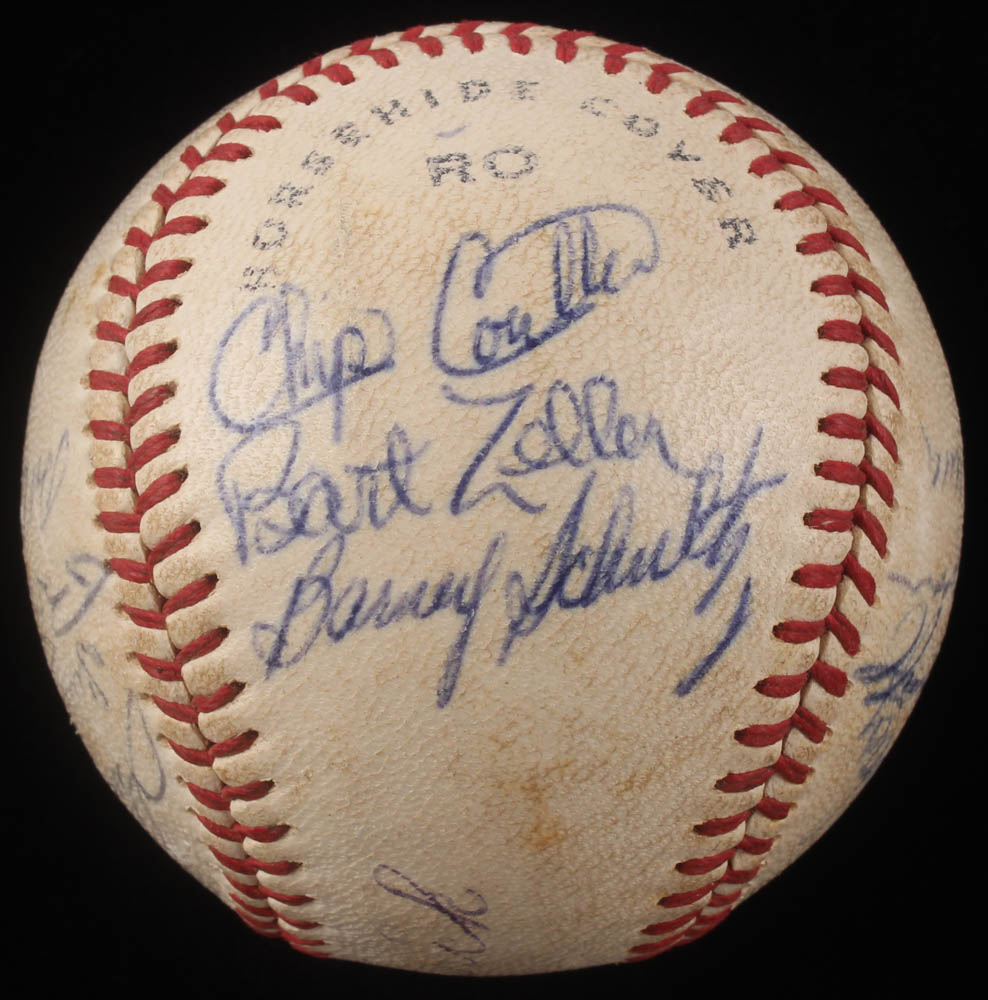 HORSEHIDE COVER
RO
Chip Coulter
Bart Zeller
Barney Schultz